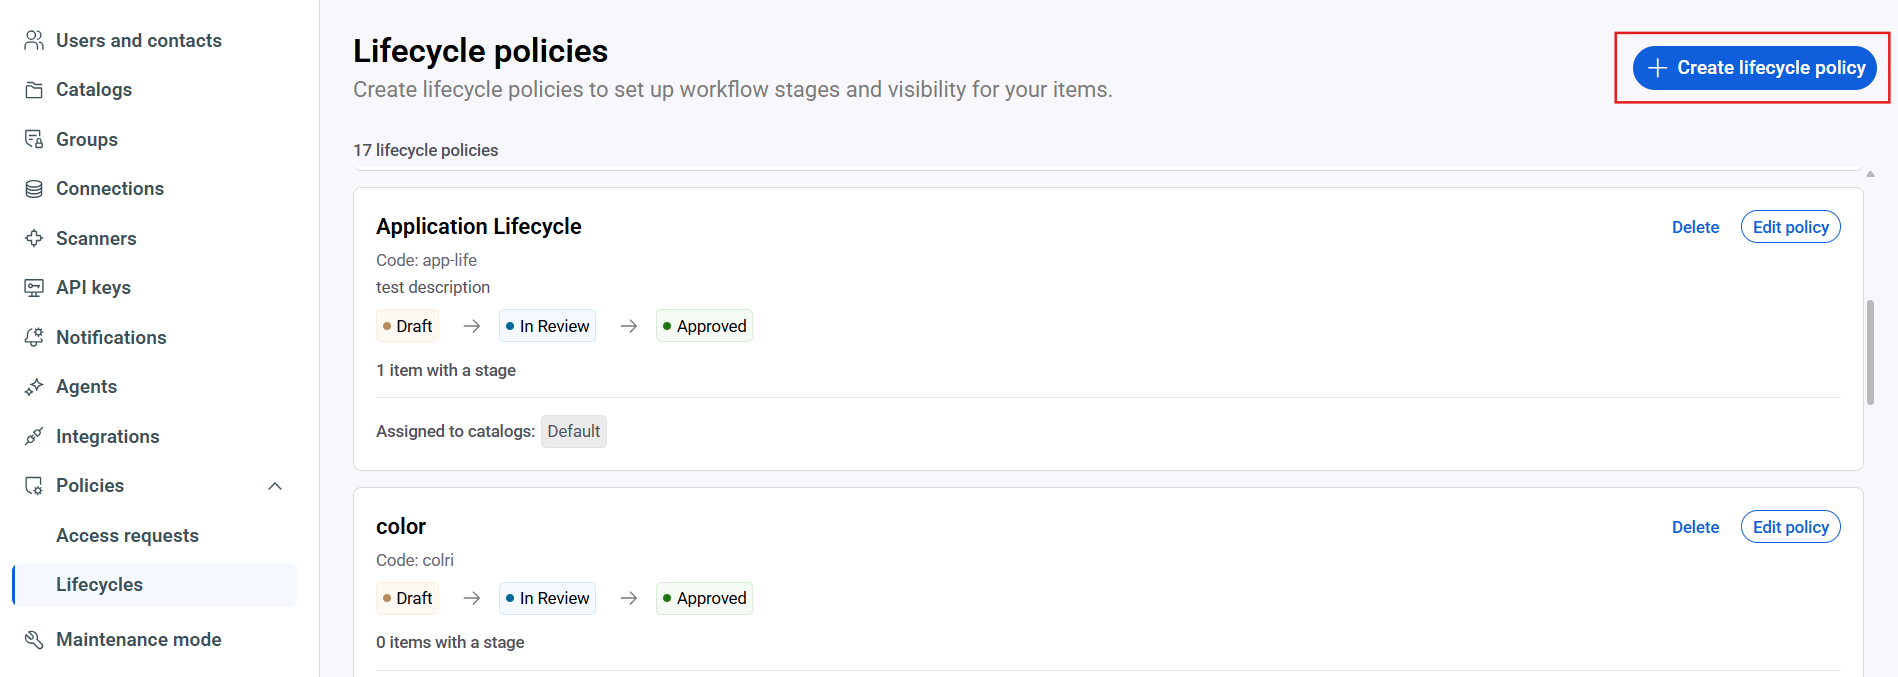 Users and contacts
Catalogs
Groups
Connections
Scanners
API keys
Notifications
Agents
Integrations
Policies
Access requests
Lifecycles
Maintenance mode
Lifecycle policies
Create lifecycle policies to set up workflow stages and visibility for your items.
Create lifecycle policy
17 lifecycle policies
Application Lifecycle
Delete
Edit policy
Code: app-life
test description
Draft → In Review → Approved
1 item with a stage
Assigned to catalogs: Default
color
Delete
Edit policy
Code: colri
Draft → In Review → Approved
0 items with a stage